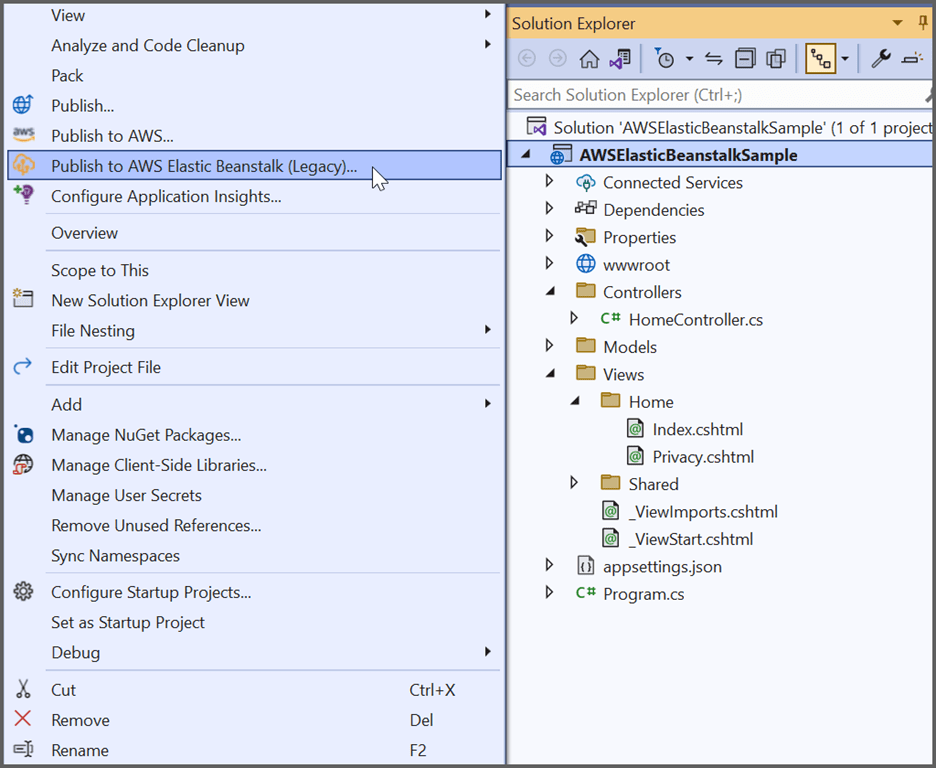 View
Analyze and Code Cleanup
Pack
Publish...
aws
Publish to AWS...
Publish to AWS Elastic Beanstalk (Legacy)...
Configure Application Insights...
Overview
Scope to This
New Solution Explorer View
File Nesting
Edit Project File
Add
Manage NuGet Packages...
Manage Client-Side Libraries...
Manage User Secrets
Remove Unused References...
Sync Namespaces
Configure Startup Projects...
Set as Startup Project
Debug
Cut Ctrl+X
Remove Del
Rename F2
Solution Explorer
Search Solution Explorer (Ctrl+;)
Solution 'AWSElasticBeanstalkSample' (1 of 1 project
AWSElasticBeanstalkSample
Connected Services
Dependencies
Properties
wwwroot
Controllers
C# HomeController.cs
Models
Views
Home
@ Index.cshtml
@ Privacy.cshtml
Shared
@ _ViewImports.cshtml
@ _ViewStart.cshtml
{} appsettings.json
C# Program.cs